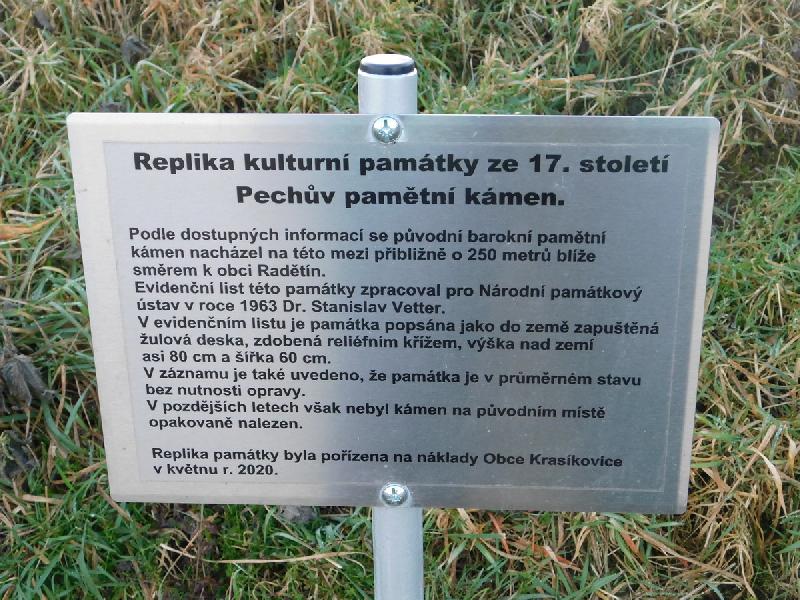 Replika kulturní památky ze 17. století
Pechův pamětní kámen.
Podle dostupných informací se původní barokní pamětní
kámen nacházel na této mezi přibližně o 250 metrů blíže
směrem k obci Radětín.
Evidenční list této památky zpracoval pro Národní památkový
ústav v roce 1963 Dr. Stanislav Vetter.
V evidenčním listu je památka popsána jako do země zapuštěná
žulová deska, zdobená reliéfním křížem, výška nad zemí
asi 80 cm a šířka 60 cm.
V záznamu je také uvedeno, že památka je v průměrném stavu
bez nutnosti opravy.
V pozdějších letech však nebyl kámen na původním místě
opakovaně nalezen.
Replika památky byla pořízena na náklady Obce Krasíkovice
v květnu r. 2020.